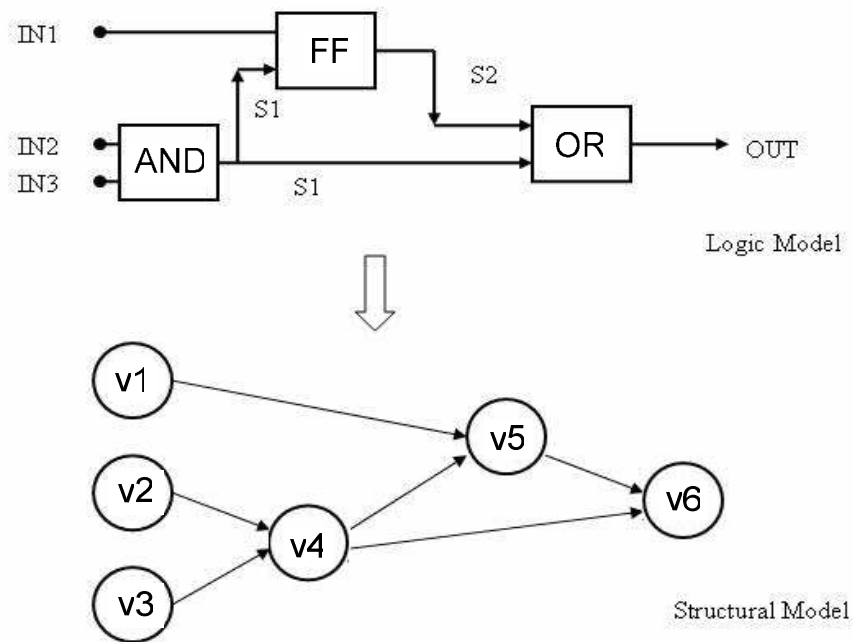 IN1
FF
S2
S1
IN2
AND
OR
OUT
IN3
S1
Logic Model
v1
v5
v2
v6
v4
v3
Structural Model